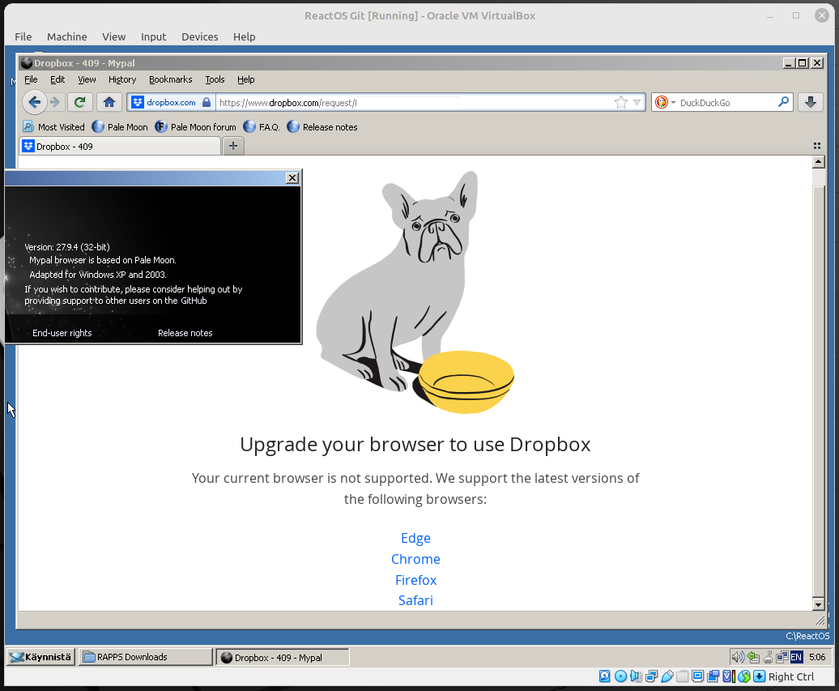 ReactOS Git [Running] - Oracle VM VirtualBox
File Machine View Input Devices Help
Dropbox - 409 - Mypal
File Edit View History Bookmarks Tools Help
dropbox.com https://www.dropbox.com/request/l DuckDuckGo
Most Visited Pale Moon Pale Moon forum F.A.Q. Release notes
Dropbox - 409
Version: 27.9.4 (32-bit)
Mypal browser is based on Pale Moon.
Adapted for Windows XP and 2003.
If you wish to contribute, please consider helping out by
providing support to other users on the GitHub
End-user rights Release notes
Upgrade your browser to use Dropbox
Your current browser is not supported. We support the latest versions of
the following browsers:
Edge
Chrome
Firefox
Safari
C:\ReactOS
Käynnistä RAPPS Downloads Dropbox - 409 - Mypal EN 5:06
Right Ctrl